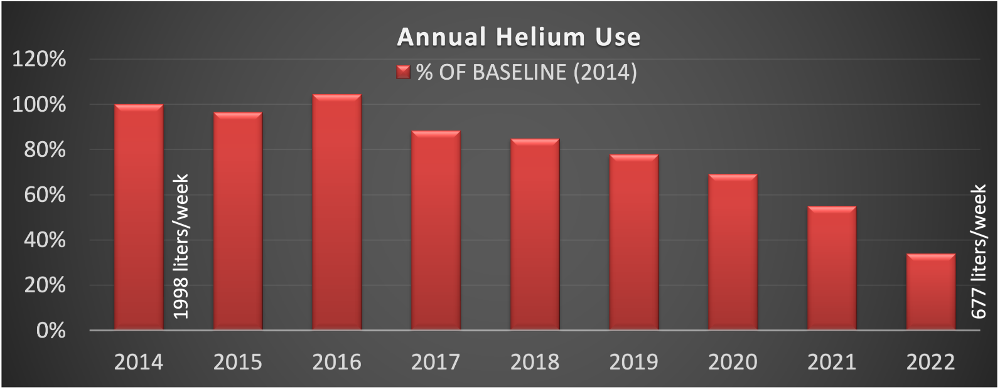 Annual Helium Use
% OF BASELINE (2014)
120%
100%
80%
60%
40%
20%
0%
1998 liters/week
677 liters/week
2014 2015 2016 2017 2018 2019 2020 2021 2022